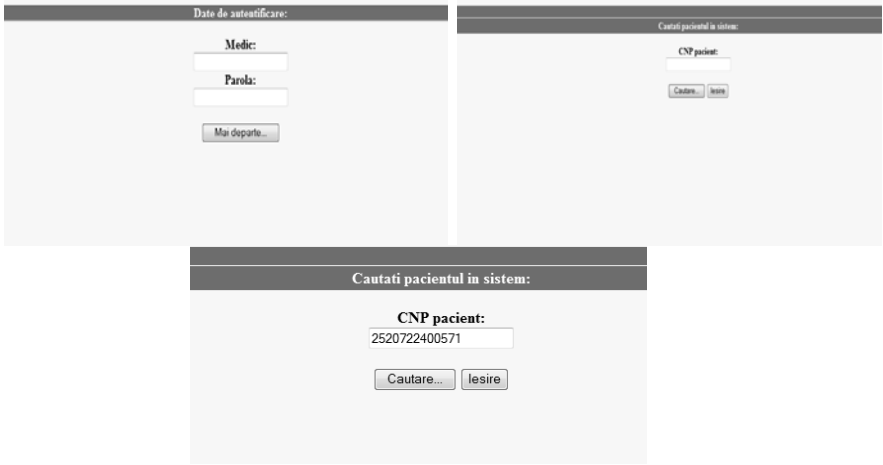 Date de autentificare:
Medic:
Parola:
Mai departe...
Cautati pacientul in sistem:
CNP pacient:
Cautare... Iesire
Cautati pacientul in sistem:
CNP pacient:
2520722400571
Cautare... Iesire